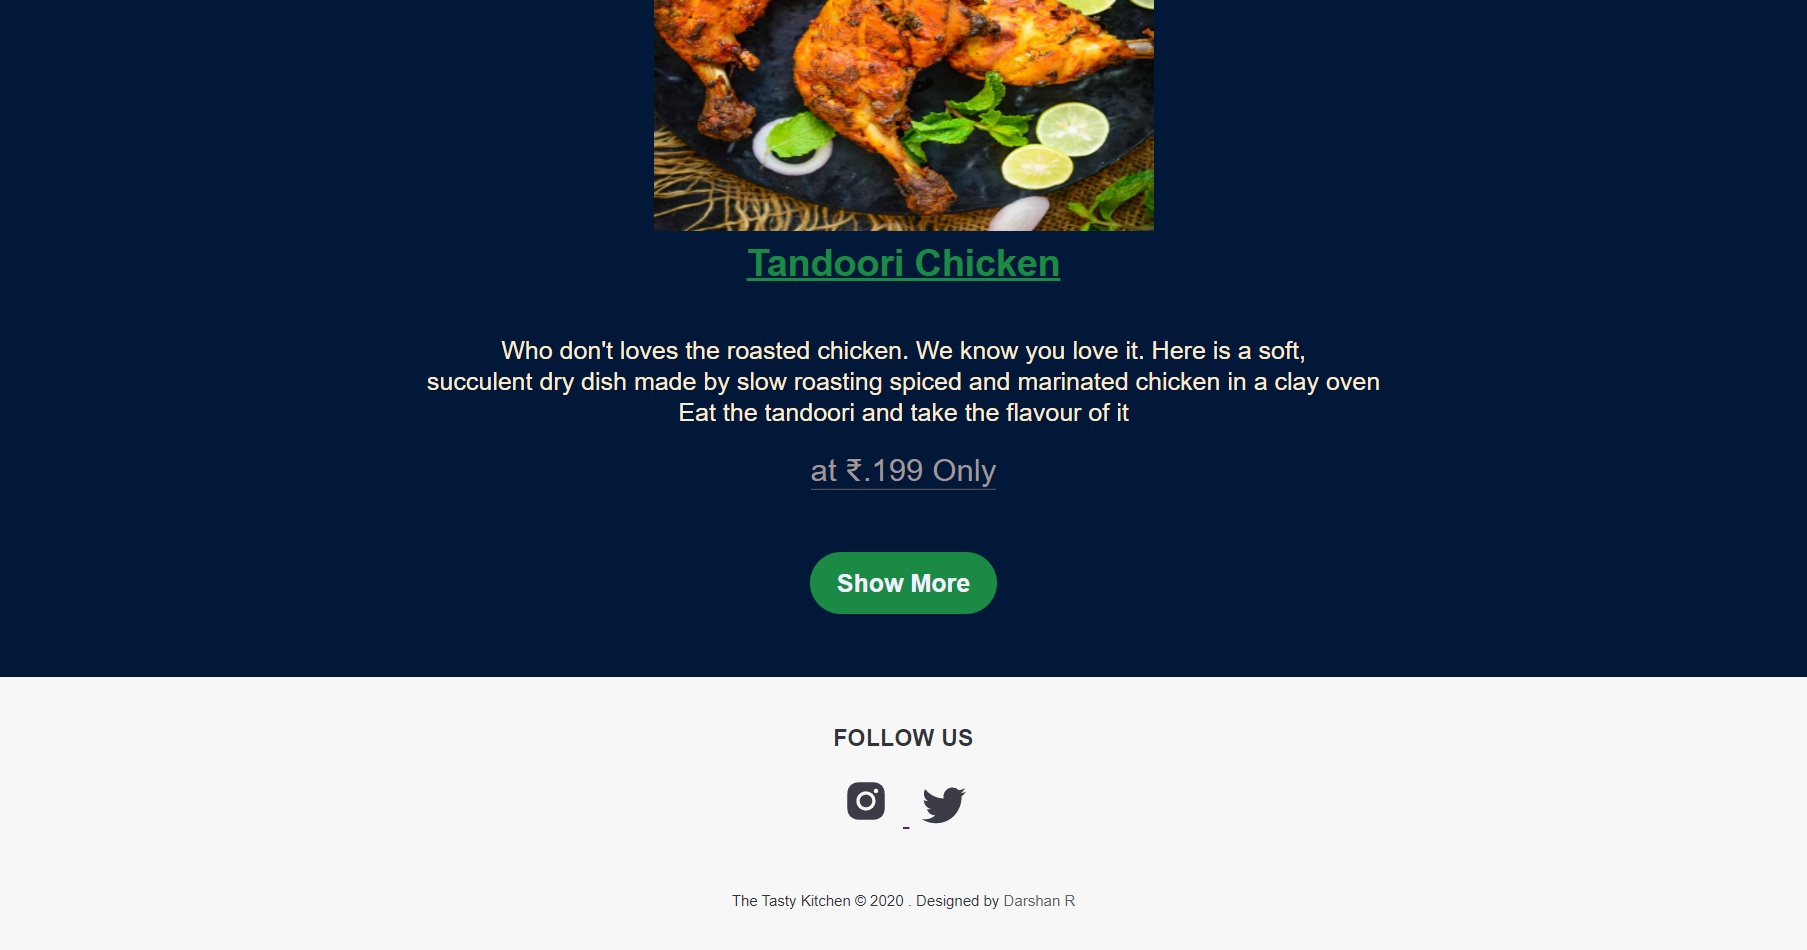 Tandoori Chicken
Who don't loves the roasted chicken. We know you love it. Here is a soft,
succulent dry dish made by slow roasting spiced and marinated chicken in a clay oven
Eat the tandoori and take the flavour of it
at ₹.199 Only
Show More
FOLLOW US
The Tasty Kitchen © 2020 . Designed by Darshan R